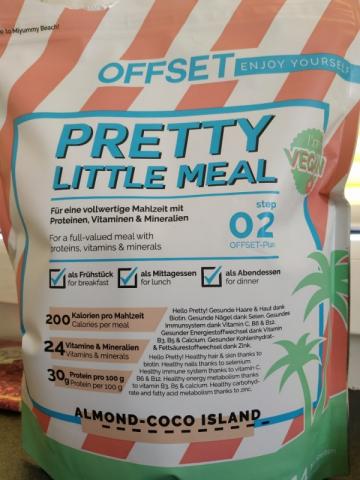 to Miyummy Beach!
OFFSET ENJOY YOURSELF
PRETTY
LITTLE MEAL
I'm
VEGAN
Für eine vollwertige Mahlzeit mit
Proteinen, Vitaminen & Mineralien
For a full-valued meal with
proteins, vitamins & minerals
step
02
OFFSET-Plan
als Frühstück
for breakfast
als Mittagessen
for lunch
als Abendessen
for dinner
200 Kalorien pro Mahlzeit
Calories per meal
24 Vitamine & Mineralien
Vitamins & minerals
30g Protein pro 100 g
Protein per 100 g
Hello Pretty! Gesunde Haare & Haut dank
Biotin. Gesunde Nägel dank Selen. Gesundes
Immunsystem dank Vitamin C, B6 & B12.
Gesunder Energiestoffwechsel dank Vitamin
B3, B5 & Calcium. Gesunder Kohlenhydrat-
& Fettsäurestoffwechsel dank Zink.
Hello Pretty! Healthy hair & skin thanks to
biotin. Healthy nails thanks to selenium
Healthy immune system thanks to vitamin C,
B6 & B12. Healthy energy metabolism thanks
to vitamin B3, B5 & calcium. Healthy carbohyd-
rate and fatty acid metabolism thanks to zinc.
ALMOND-COCO ISLAND